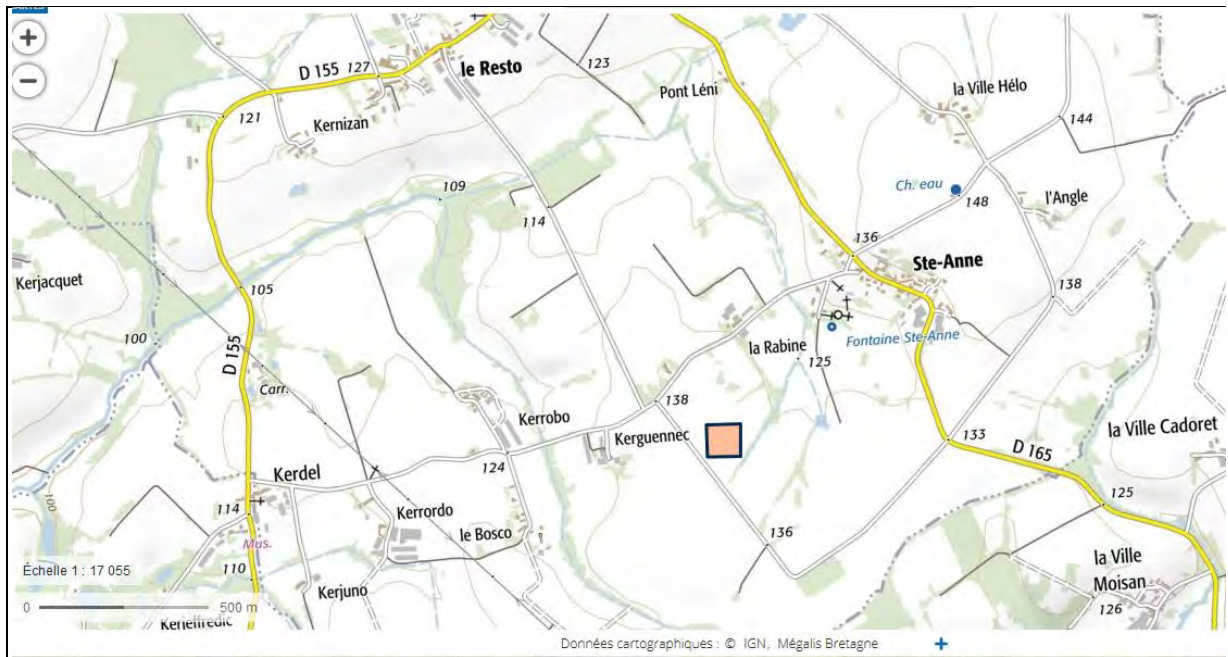 +
−
D 155
127
le Resto
123
Pont Léni
la Ville Hélo
121
Kernizan
144
109
Ch. eau
148
l'Angle
114
136
Ste-Anne
Kerjacquet
105
138
100
D 155
la Rabine
125
Fontaine Ste-Anne
Carr.
Kerrobo
138
Kerguennec
133
la Ville Cadoret
D 165
124
Kerdel
125
114
Kerrordo
le Bosco
136
Mus.
la Ville
Moisan
Échelle 1 : 17 055
110
Kerjuno
126
100
0 500 m
Kerjeffredic
Données cartographiques : © IGN, Mégalis Bretagne
+